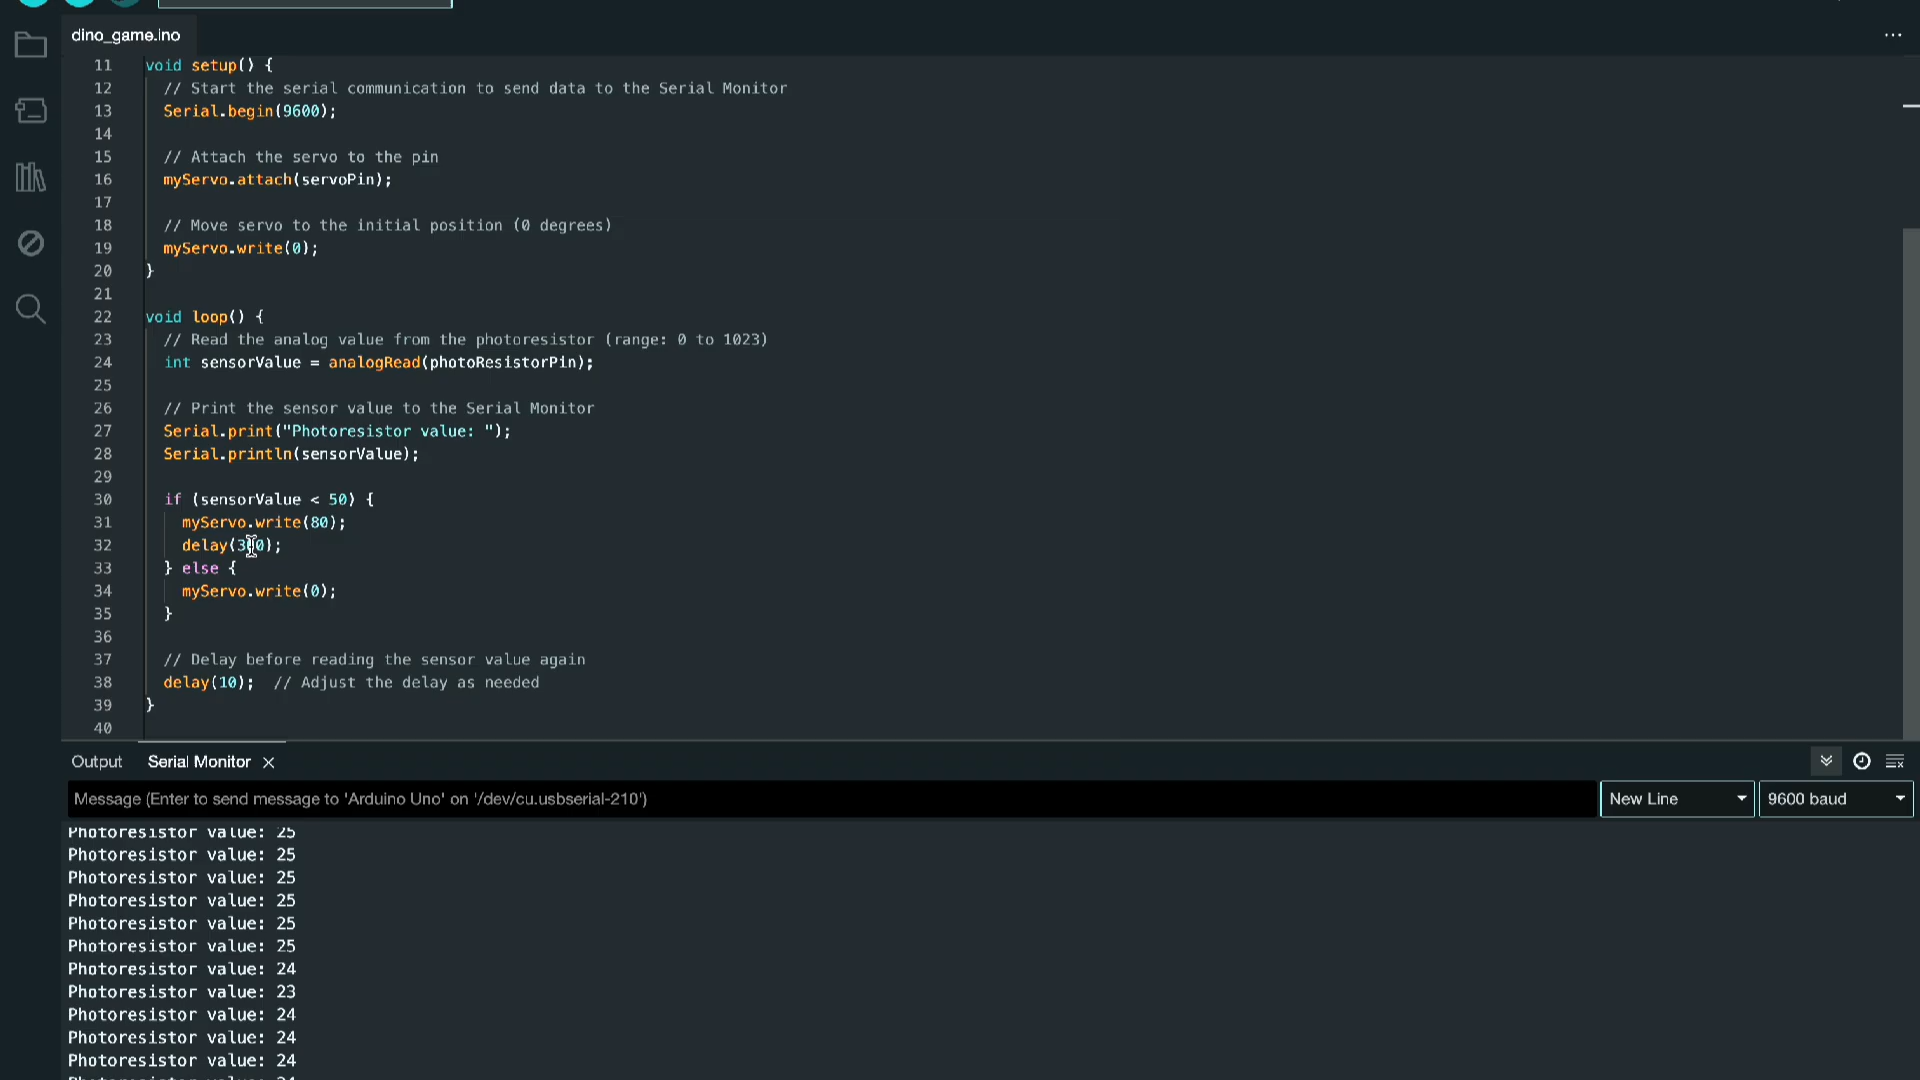 dino_game.ino
...
11 void setup() {
12 // Start the serial communication to send data to the Serial Monitor
13 Serial.begin(9600);
14
15 // Attach the servo to the pin
16 myServo.attach(servoPin);
17
18 // Move servo to the initial position (0 degrees)
19 myServo.write(0);
20 }
21
22 void loop() {
23 // Read the analog value from the photoresistor (range: 0 to 1023)
24 int sensorValue = analogRead(photoResistorPin);
25
26 // Print the sensor value to the Serial Monitor
27 Serial.print("Photoresistor value: ");
28 Serial.println(sensorValue);
29
30 if (sensorValue < 50) {
31 myServo.write(80);
32 delay(300);
33 } else {
34 myServo.write(0);
35 }
36
37 // Delay before reading the sensor value again
38 delay(10);  // Adjust the delay as needed
39 }
40
Output Serial Monitor
Message (Enter to send message to 'Arduino Uno' on '/dev/cu.usbserial-210') New Line 9600 baud
Photoresistor value: 25
Photoresistor value: 25
Photoresistor value: 25
Photoresistor value: 25
Photoresistor value: 25
Photoresistor value: 25
Photoresistor value: 24
Photoresistor value: 23
Photoresistor value: 24
Photoresistor value: 24
Photoresistor value: 24